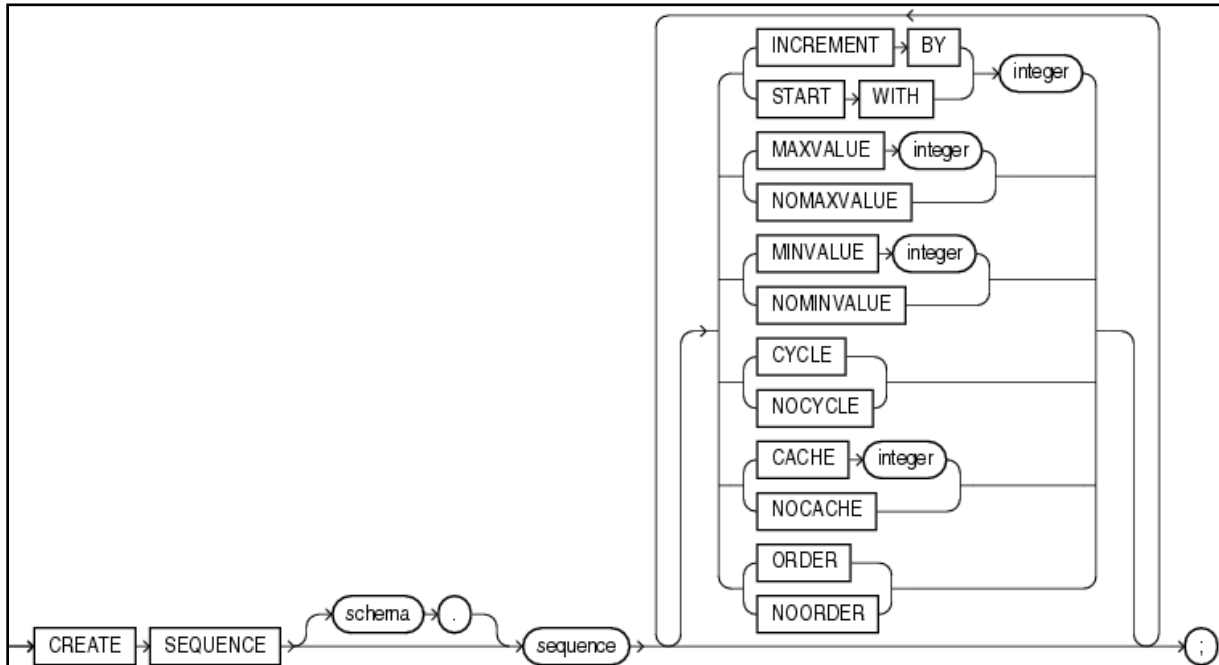 INCREMENT BY
integer
START WITH
MAXVALUE integer
NOMAXVALUE
MINVALUE integer
NOMINVALUE
CYCLE
NOCYCLE
CACHE integer
NOCACHE
ORDER
NOORDER
schema .
CREATE SEQUENCE sequence ;